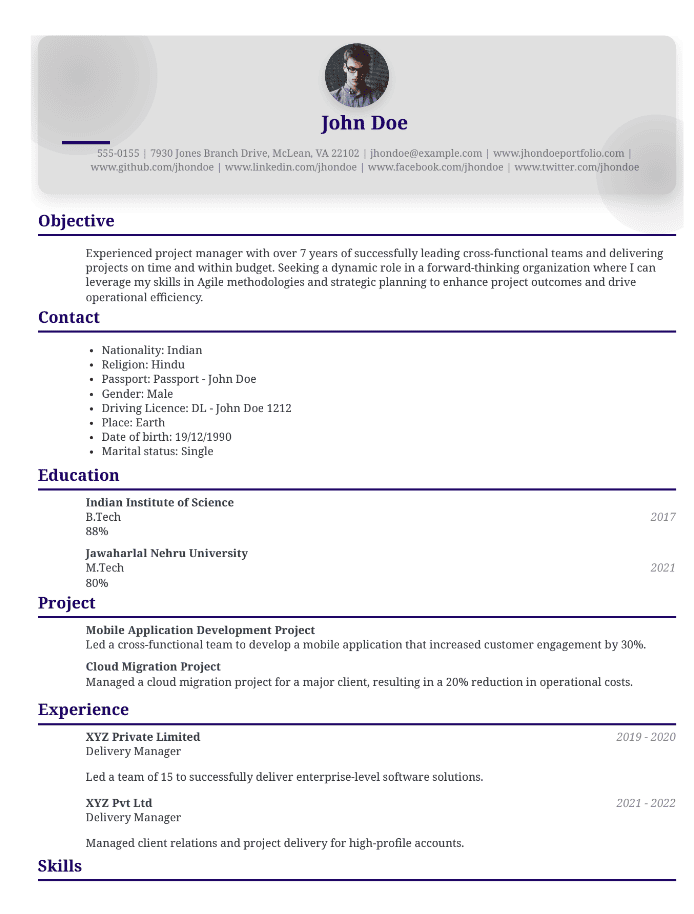 John Doe
555-0155 | 7930 Jones Branch Drive, McLean, VA 22102 | jhondoe@example.com | www.jhondoeportfolio.com |
www.github.com/jhondoe | www.linkedin.com/jhondoe | www.facebook.com/jhondoe | www.twitter.com/jhondoe
Objective
Experienced project manager with over 7 years of successfully leading cross-functional teams and delivering
projects on time and within budget. Seeking a dynamic role in a forward-thinking organization where I can
leverage my skills in Agile methodologies and strategic planning to enhance project outcomes and drive
operational efficiency.
Contact
• Nationality: Indian
• Religion: Hindu
• Passport: Passport - John Doe
• Gender: Male
• Driving Licence: DL - John Doe 1212
• Place: Earth
• Date of birth: 19/12/1990
• Marital status: Single
Education
Indian Institute of Science
B.Tech 2017
88%
Jawaharlal Nehru University
M.Tech 2021
80%
Project
Mobile Application Development Project
Led a cross-functional team to develop a mobile application that increased customer engagement by 30%.
Cloud Migration Project
Managed a cloud migration project for a major client, resulting in a 20% reduction in operational costs.
Experience
XYZ Private Limited 2019 - 2020
Delivery Manager
Led a team of 15 to successfully deliver enterprise-level software solutions.
XYZ Pvt Ltd 2021 - 2022
Delivery Manager
Managed client relations and project delivery for high-profile accounts.
Skills